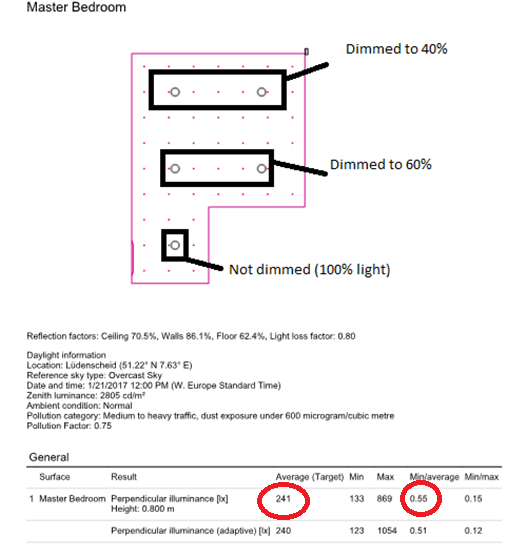 Master Bedroom
Dimmed to 40%
Dimmed to 60%
Not dimmed (100% light)
Reflection factors: Ceiling 70.5%, Walls 86.1%, Floor 62.4%, Light loss factor: 0.80
Daylight information
Location: Lüdenscheid (51.22° N 7.63° E)
Reference sky type: Overcast Sky
Date and time: 1/21/2017 12:00 PM (W. Europe Standard Time)
Zenith luminance: 2805 cd/m²
Ambient condition: Normal
Pollution category: Medium to heavy traffic, dust exposure under 600 microgram/cubic metre
Pollution Factor: 0.75
General
Surface Result Average (Target) Min Max Min/average Min/max
1 Master Bedroom Perpendicular illuminance [lx] 241 133 869 0.55 0.15
Height: 0.800 m
Perpendicular illuminance (adaptive) [lx] 240 123 1054 0.51 0.12